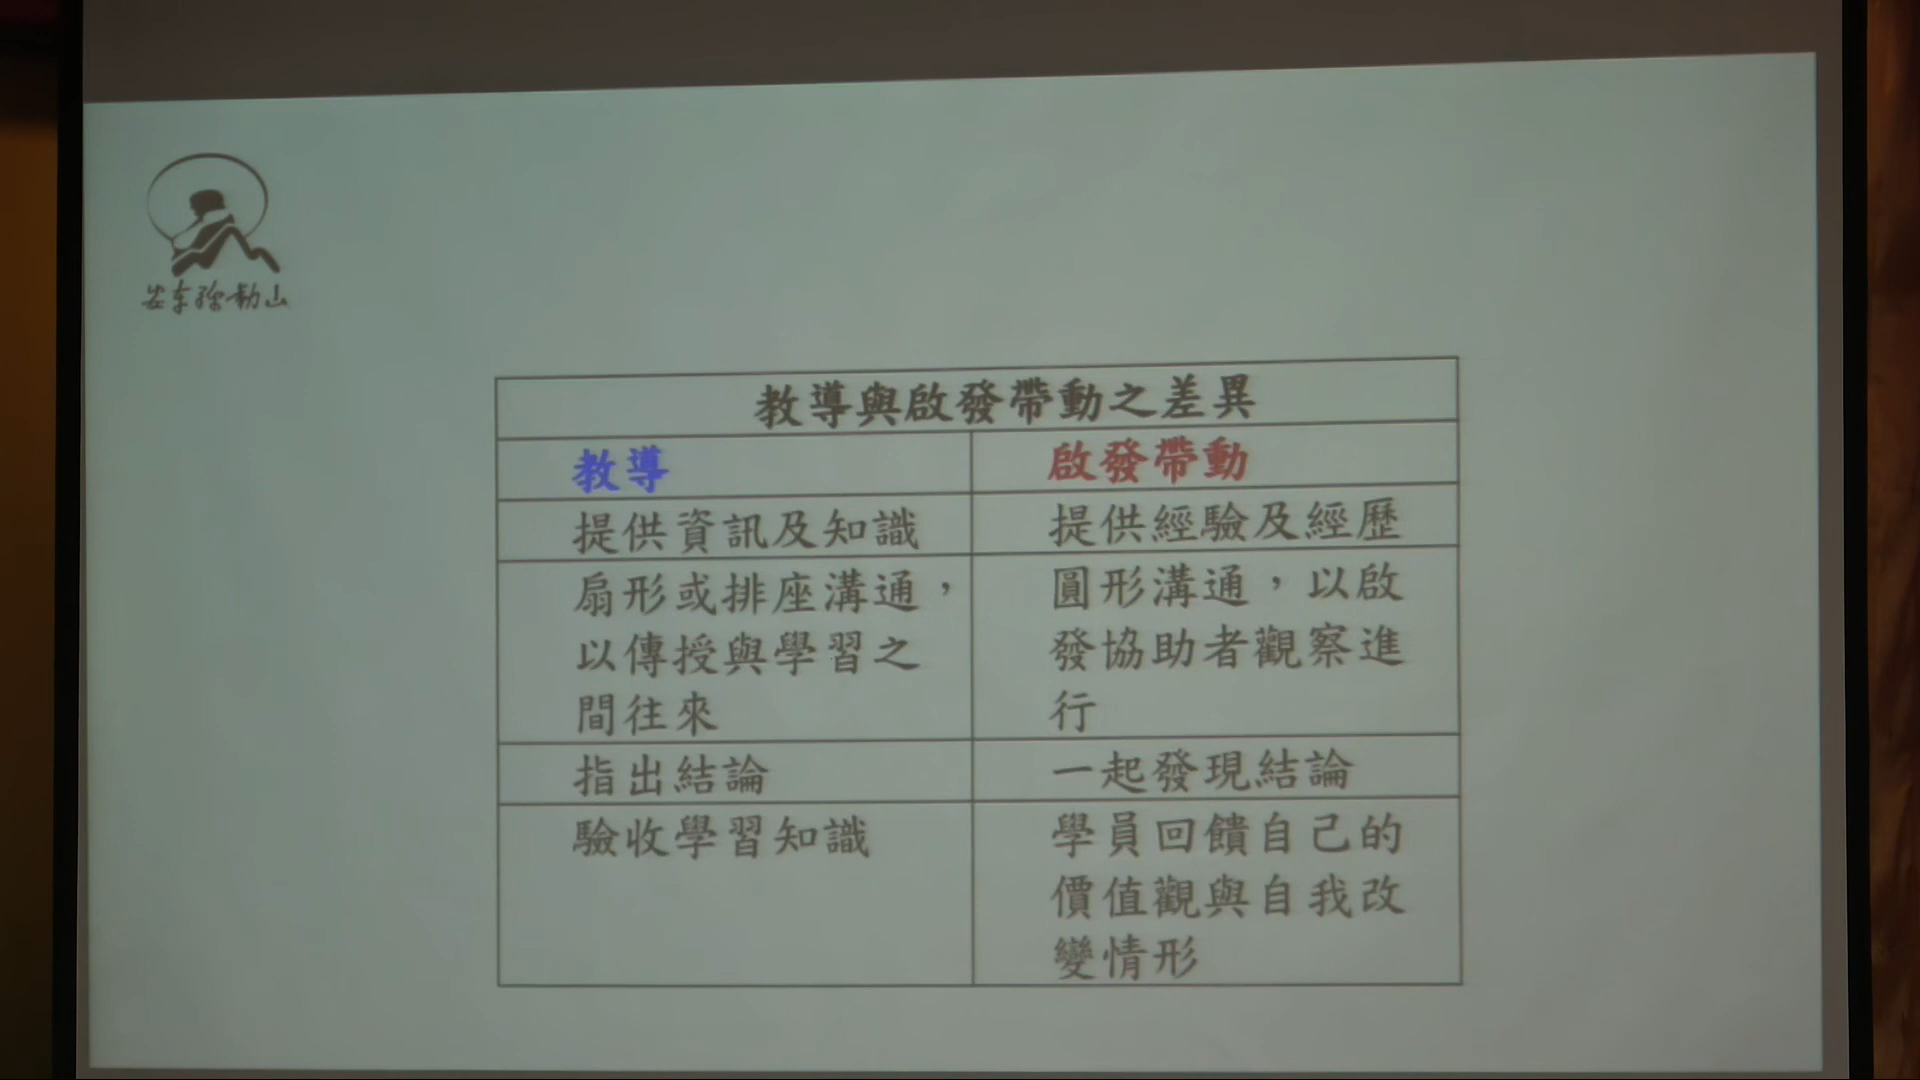 安东弥勒山
教導與啟發帶動之差異
教導
啟發帶動
提供資訊及知識
提供經驗及經歷
扇形或排座溝通，
以傳授與學習之
間往來
圓形溝通，以啟
發協助者觀察進
行
指出結論
一起發現結論
驗收學習知識
學員回饋自己的
價值觀與自我改
變情形